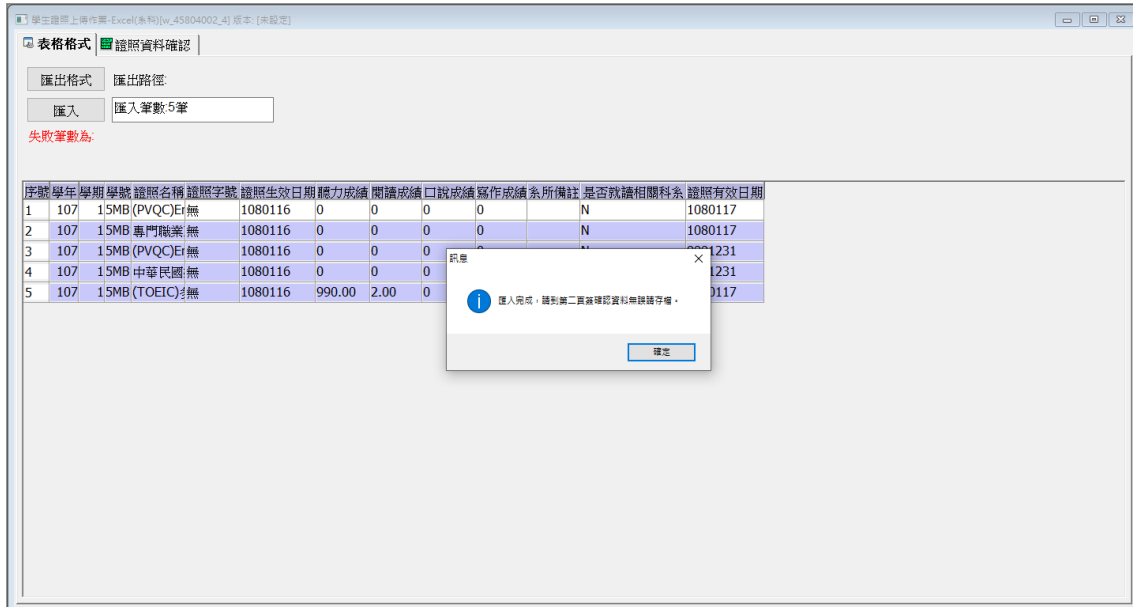 學生證照上傳作業-Excel(系科)[w_45804002_4] 版本: [未設定]
表格格式 證照資料確認
匯出格式 匯出路徑:
匯入 匯入筆數:5筆
失敗筆數為:
序號 學年 學期 學號 證照名稱 證照字號 證照生效日期 聽力成績 閱讀成績 口說成績 寫作成績 系所備註 是否就讀相關科系 證照有效日期
1 107 1 5MB (PVQC)Er 無 1080116 0 0 0 0 N 1080117
2 107 1 5MB 專門職業 無 1080116 0 0 0 0 N 1080117
3 107 1 5MB (PVQC)Er 無 1080116 0 0 0 1231
4 107 1 5MB 中華民國 無 1080116 0 0 0 1231
5 107 1 5MB (TOEIC) 無 1080116 990.00 2.00 0 0117
訊息
匯入完成，請到第二頁簽確認資料無誤請存檔。
確定